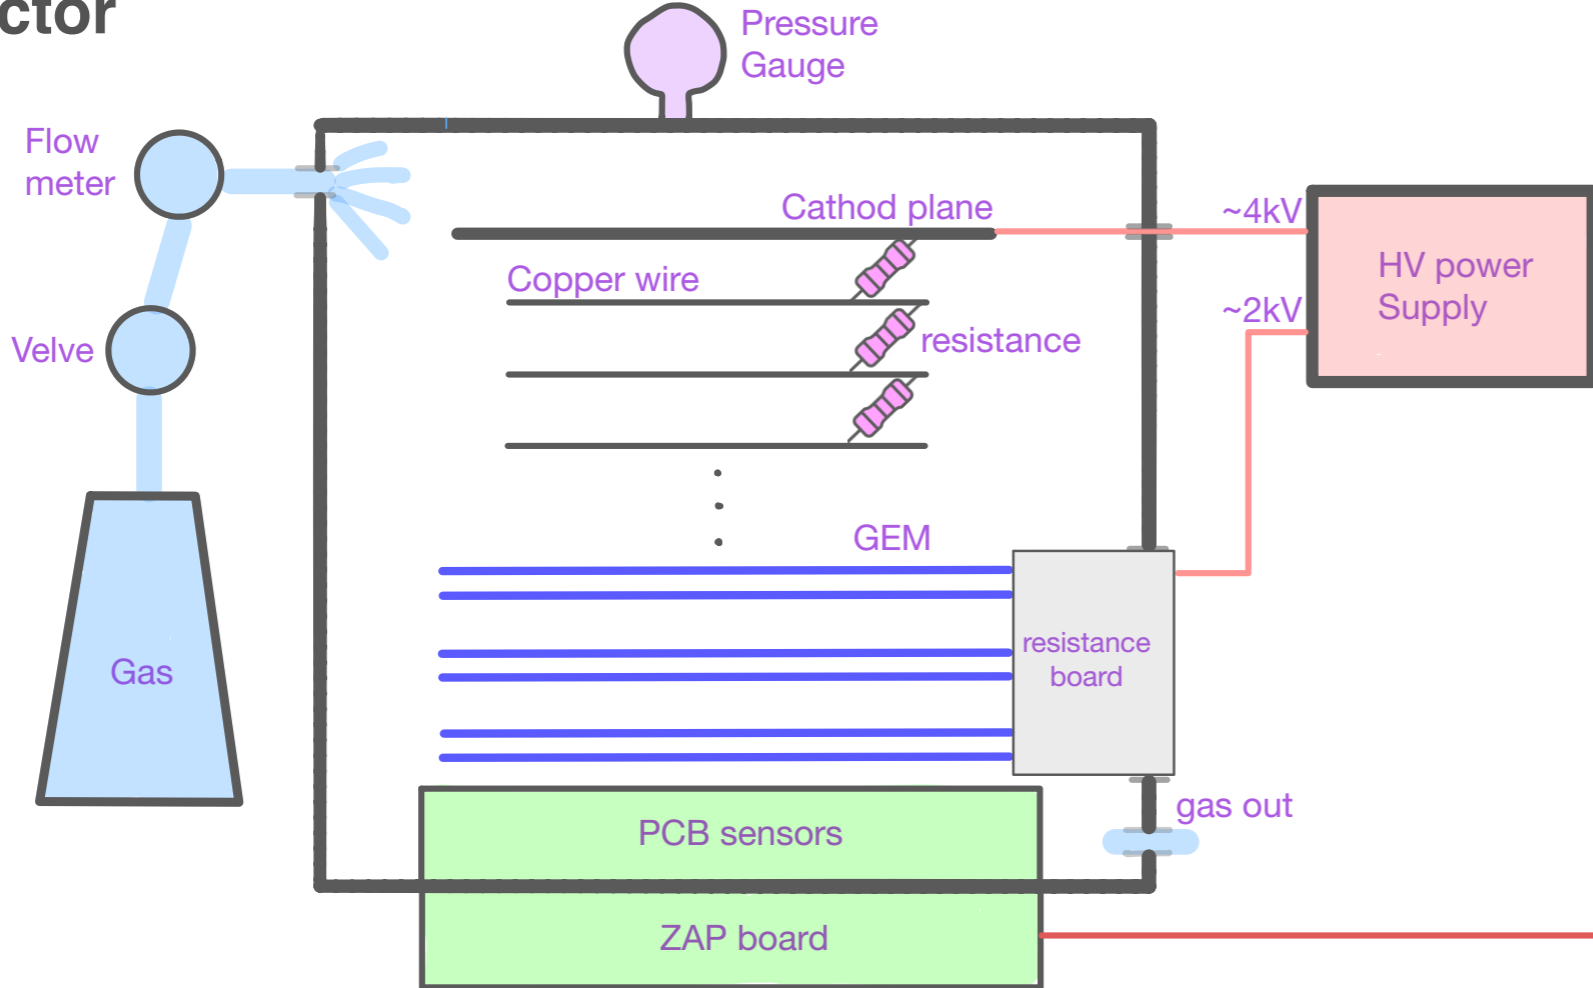 ctor
Pressure
Gauge
Flow
meter
Cathod plane
~4kV
HV power
Supply
Copper wire
~2kV
Velve
resistance
GEM
resistance
board
Gas
gas out
PCB sensors
ZAP board